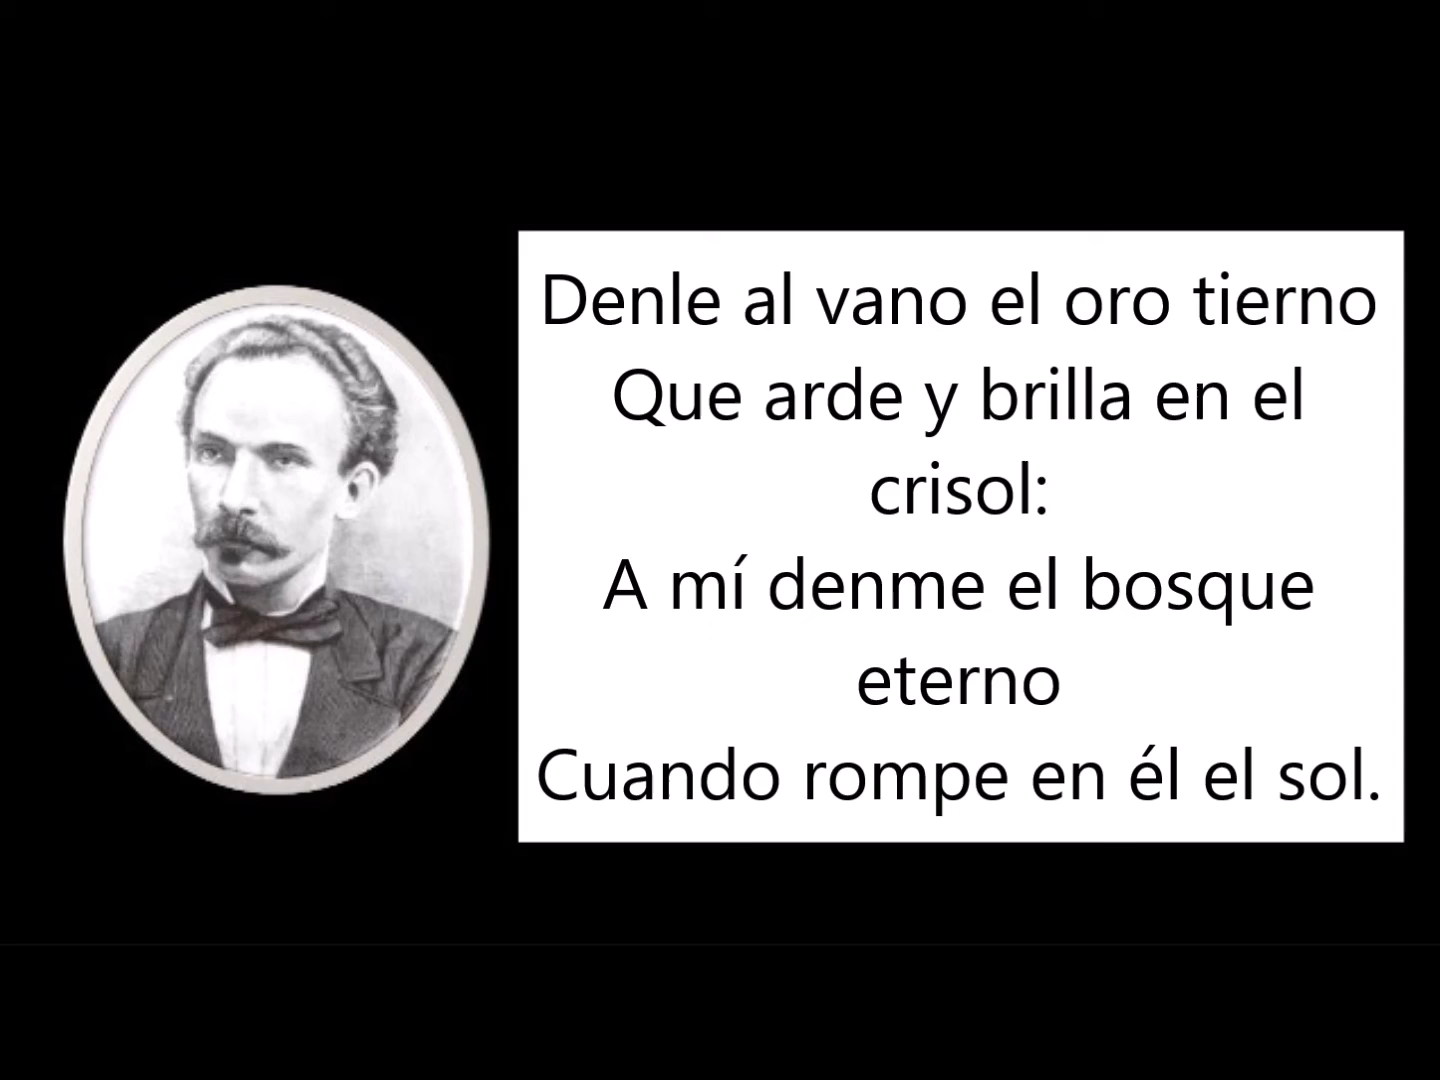 Denle al vano el oro tierno
Que arde y brilla en el
crisol:
A mí denme el bosque
eterno
Cuando rompe en él el sol.